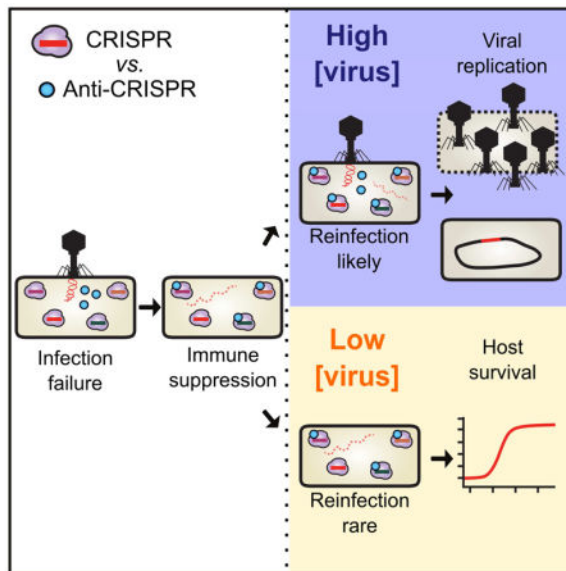 CRISPR
vs.
Anti-CRISPR
Infection
failure
Immune
suppression
High
[virus]
Viral
replication
Reinfection
likely
Low
[virus]
Host
survival
Reinfection
rare